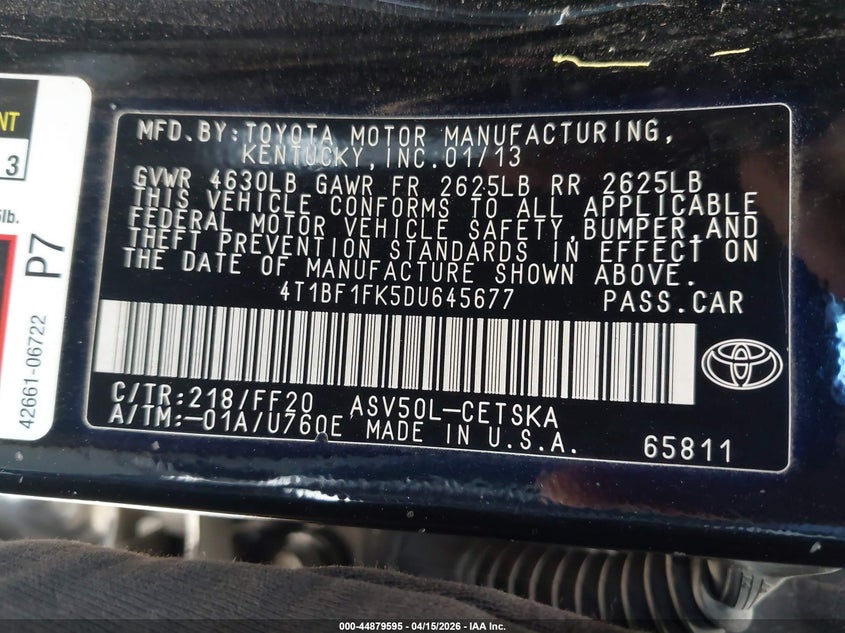 NT
3
5lb.
P7
42661-06722
MFD.BY:TOYOTA MOTOR MANUFACTURING,
KENTUCKY,INC.01/13
GVWR 4630LB GAWR FR 2625LB RR 2625LB
THIS VEHICLE CONFORMS TO ALL APPLICABLE
FEDERAL MOTOR VEHICLE SAFETY,BUMPER,AND
THEFT PREVENTION STANDARDS IN EFFECT ON
THE DATE OF MANUFACTURE SHOWN ABOVE.
4T1BF1FK5DU645677 PASS.CAR
C/TR:218/FF20 ASV50L-CETSKA
A/TM:-01A/U760E MADE IN U.S.A.
65811
000-44879595 - 04/15/2026 - IAA Inc.